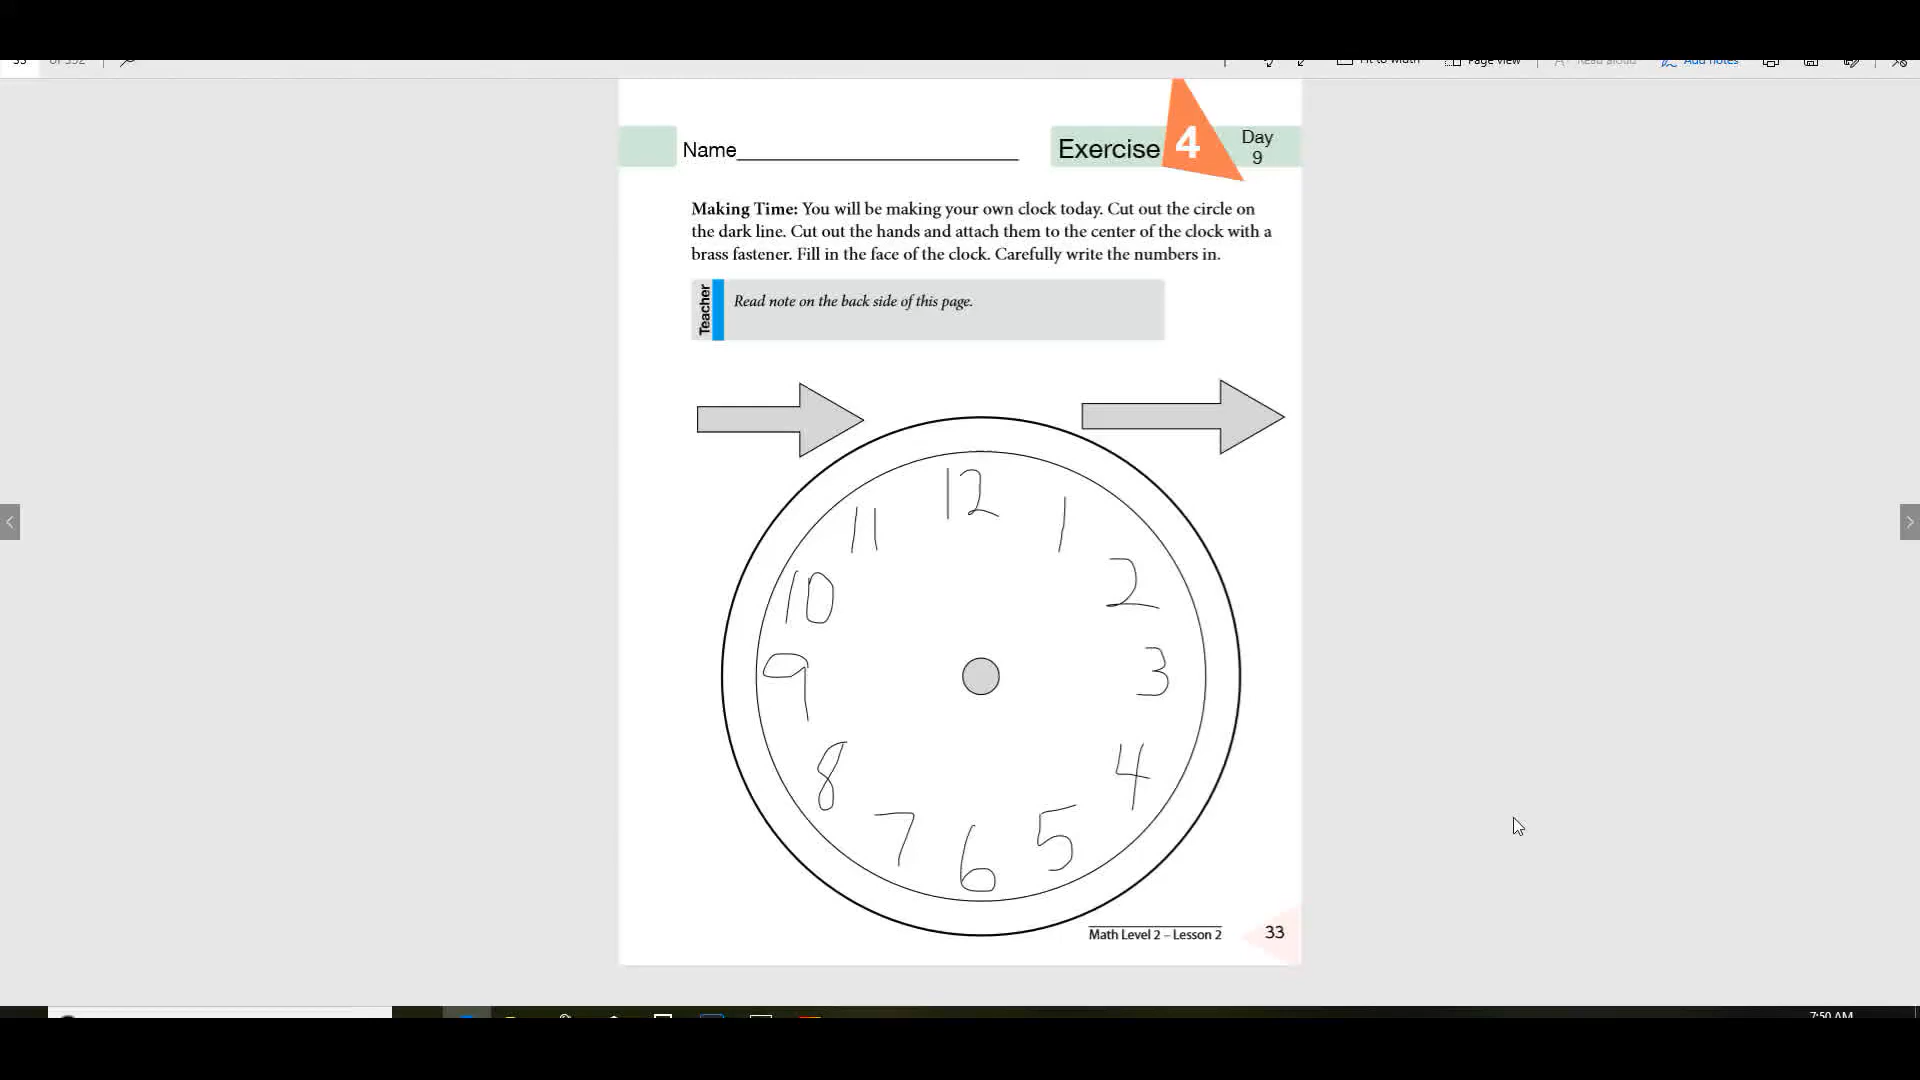 Name
Exercise 4
Day
9
Making Time: You will be making your own clock today. Cut out the circle on
the dark line. Cut out the hands and attach them to the center of the clock with a
brass fastener. Fill in the face of the clock. Carefully write the numbers in.
Teacher
Read note on the back side of this page.
12
11
1
10
2
9
3
8
4
7
5
6
Math Level 2 – Lesson 2
33
7:50 AM